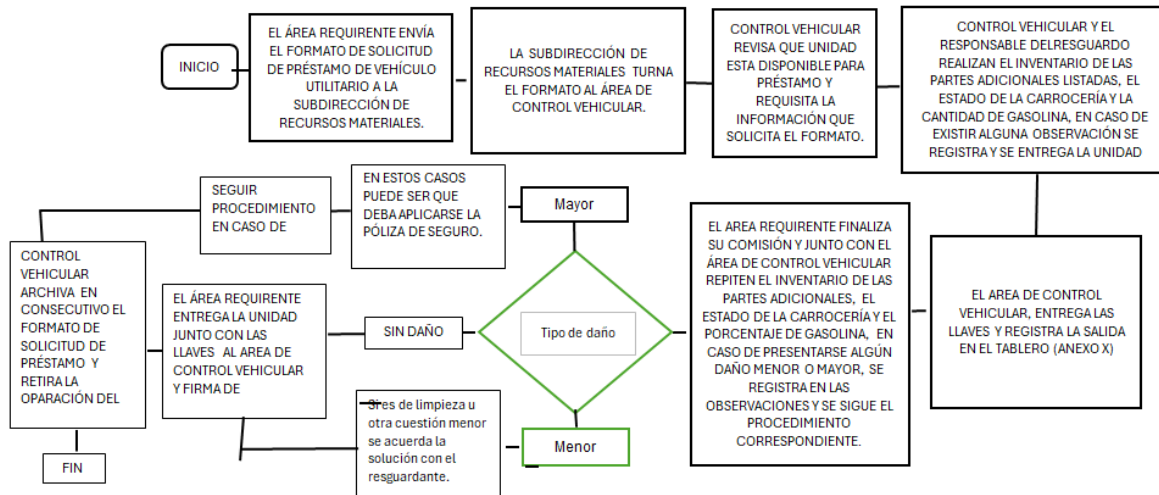 INICIO
EL ÁREA REQUIRENTE ENVÍA
EL FORMATO DE SOLICITUD
DE PRÉSTAMO DE VEHÍCULO
UTILITARIO A LA
SUBDIRECCIÓN DE
RECURSOS MATERIALES.
LA SUBDIRECCIÓN DE
RECURSOS MATERIALES TURNA
EL FORMATO AL ÁREA DE
CONTROL VEHICULAR.
CONTROL VEHICULAR
REVISA QUE UNIDAD
ESTA DISPONIBLE PARA
PRÉSTAMO Y
REQUISITA LA
INFORMACIÓN QUE
SOLICITA EL FORMATO.
CONTROL VEHICULAR Y EL
RESPONSABLE DELRESGUARDO
REALIZAN EL INVENTARIO DE LAS
PARTES ADICIONALES LISTADAS, EL
ESTADO DE LA CARROCERÍA Y LA
CANTIDAD DE GASOLINA, EN CASO DE
EXISTIR ALGUNA OBSERVACIÓN SE
REGISTRA Y SE ENTREGA LA UNIDAD
EL AREA DE CONTROL
VEHICULAR, ENTREGA LAS
LLAVES Y REGISTRA LA SALIDA
EN EL TABLERO (ANEXO X)
EL AREA REQUIRENTE FINALIZA
SU COMISIÓN Y JUNTO CON EL
ÁREA DE CONTROL VEHICULAR
REPITEN EL INVENTARIO DE LAS
PARTES ADICIONALES, EL
ESTADO DE LA CARROCERÍA Y EL
PORCENTAJE DE GASOLINA, EN
CASO DE PRESENTARSE ALGÚN
DAÑO MENOR O MAYOR, SE
REGISTRA EN LAS
OBSERVACIONES Y SE SIGUE EL
PROCEDIMIENTO
CORRESPONDIENTE.
Tipo de daño
Mayor
EN ESTOS CASOS
PUEDE SER QUE
DEBA APLICARSE LA
PÓLIZA DE SEGURO.
SEGUIR
PROCEDIMIENTO
EN CASO DE
SIN DAÑO
Menor
Si es de limpieza u
otra cuestión menor
se acuerda la
solución con el
resguardante.
EL ÁREA REQUIRENTE
ENTREGA LA UNIDAD
JUNTO CON LAS
LLAVES AL AREA DE
CONTROL VEHICULAR
Y FIRMA DE
CONTROL
VEHICULAR
ARCHIVA EN
CONSECUTIVO EL
FORMATO DE
SOLICITUD DE
PRÉSTAMO Y
RETIRA LA
OPARACIÓN DEL
FIN